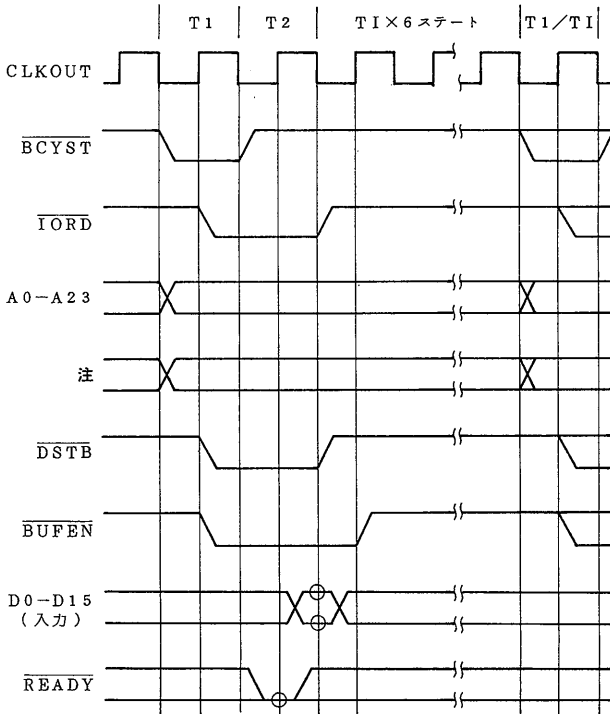 T1 T2 TI×6ステート T1/TI
CLKOUT
BCYST
IORD
A0-A23
注
DSTB
BUFEN
D0-D15
(入力)
READY